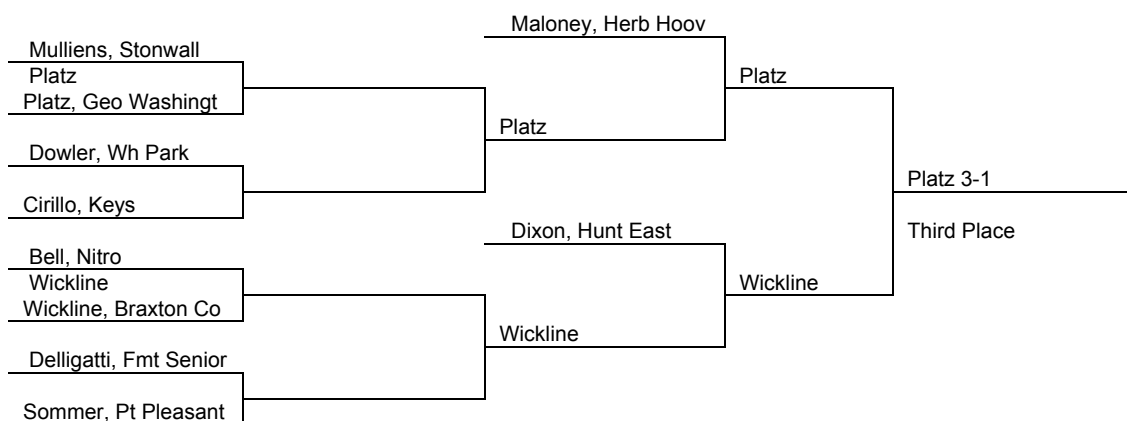 Maloney, Herb Hoov
Mulliens, Stonwall
Platz
Platz
Platz, Geo Washingt
Platz
Dowler, Wh Park
Platz 3-1
Cirillo, Keys
Dixon, Hunt East
Third Place
Bell, Nitro
Wickline
Wickline
Wickline, Braxton Co
Wickline
Delligatti, Fmt Senior
Sommer, Pt Pleasant